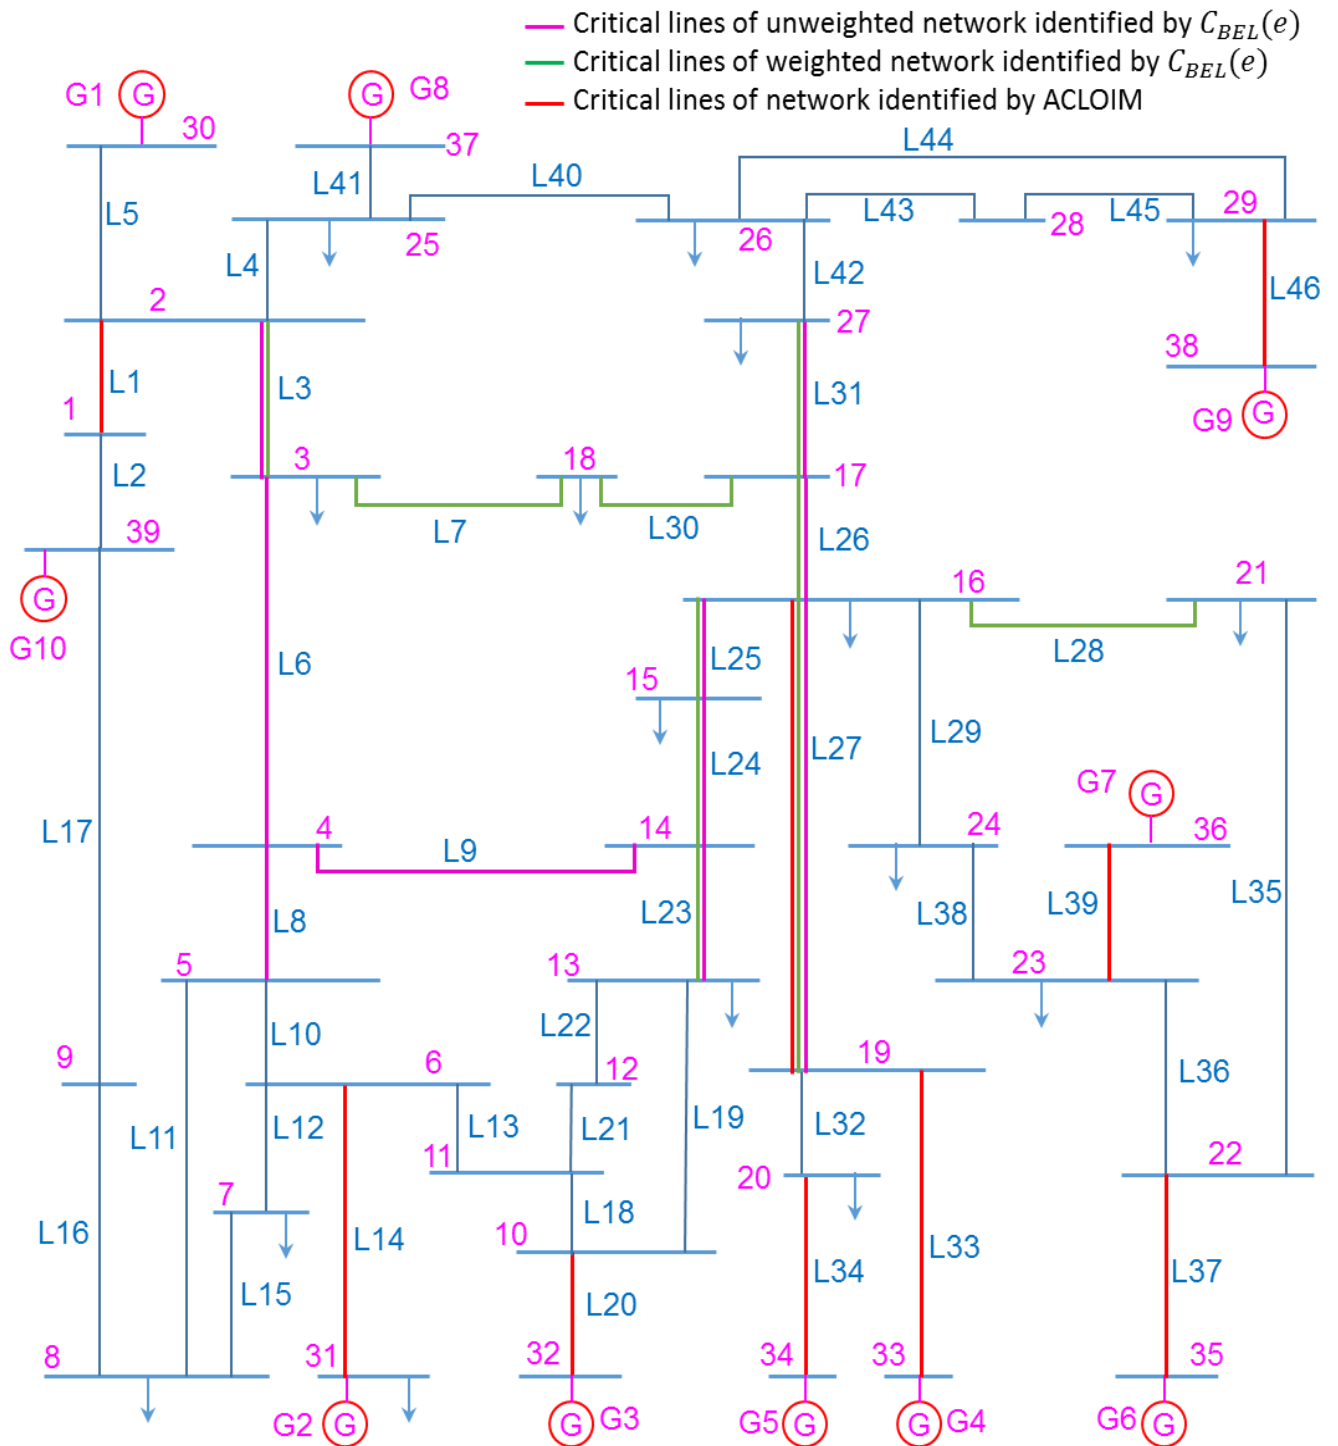 Critical lines of unweighted network identified by C_{BEL}(e)
Critical lines of weighted network identified by C_{BEL}(e)
Critical lines of network identified by ACLOIM
G1 G G G8
30 37
L44
L41 L40
L5 L43 L45 29
25 26 28
L4 L42 L46
2 27
38
L1 L3 L31
1 G9 G
3 18 17
L2
L7 L30 L26
39
16 21
G
G10 L28
L6 15 L25
L29
L24 L27
G7 G
L17 4 14 24 36
L9
L8 L23 L38 L39 L35
5 13 23
L10 L22
9 6 12 19 L36
L11 L12 L13 L21 L19 L32
11 20 22
7
L16 L14 10 L18 L34 L33 L37
L15 L20
8 31 32 34 33 35
G2 G G G3 G5 G G G4 G6 G